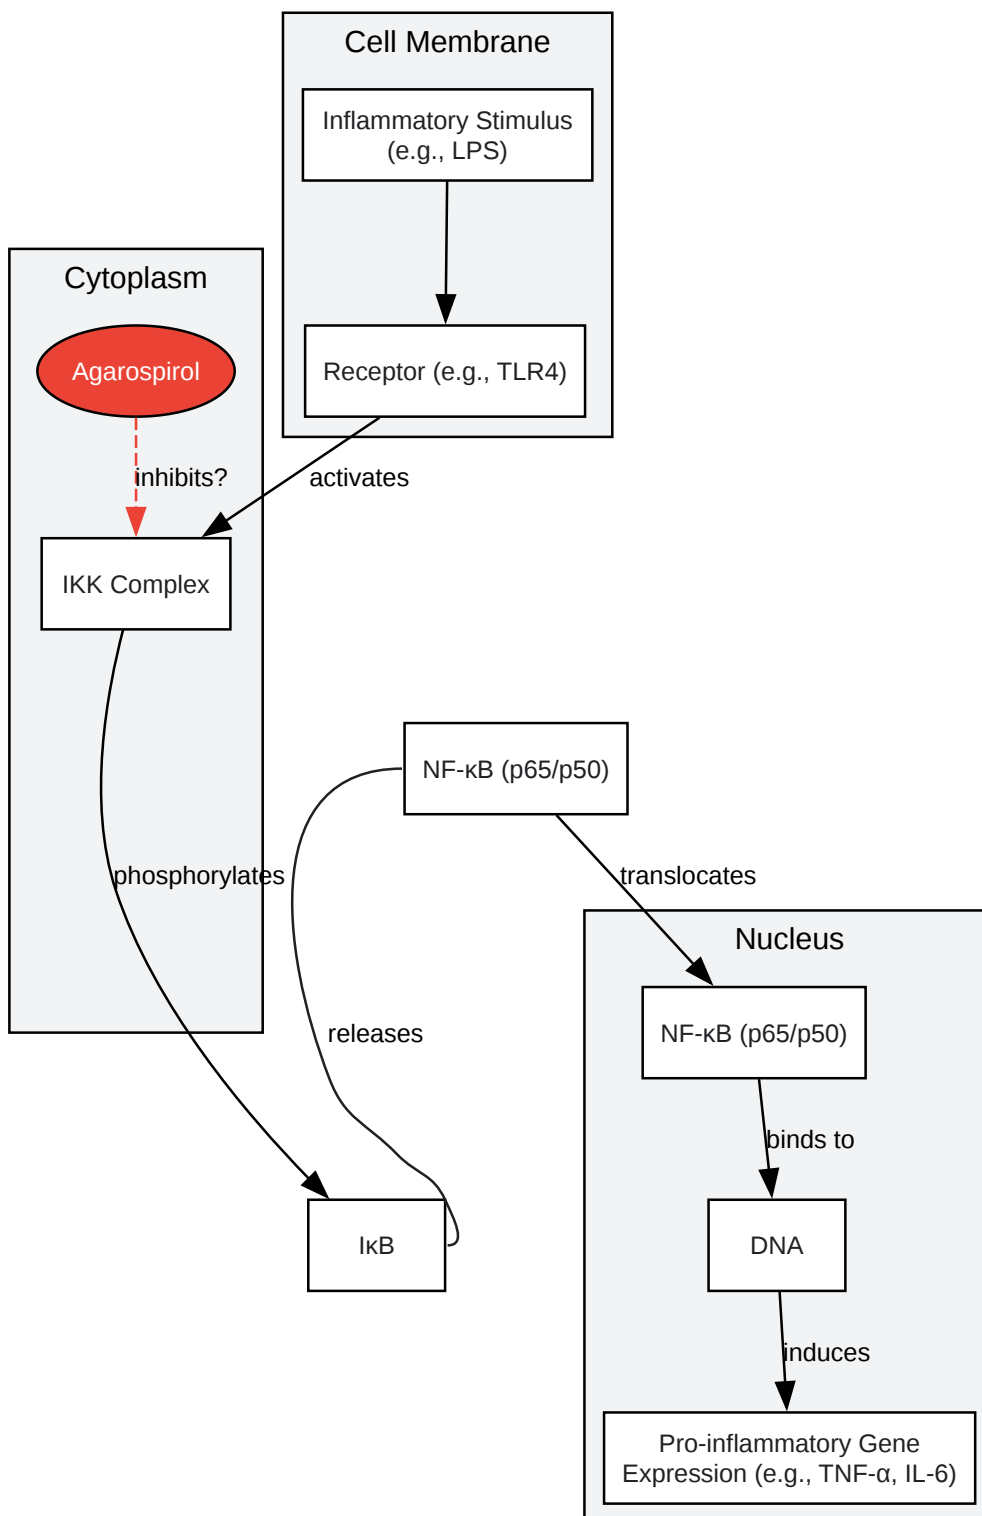 Cell Membrane
Inflammatory Stimulus
(e.g., LPS)
Cytoplasm
Agarospirol
Receptor (e.g., TLR4)
inhibits?
activates
IKK Complex
NF-κB (p65/p50)
phosphorylates
translocates
Nucleus
releases
NF-κB (p65/p50)
binds to
IκB
DNA
induces
Pro-inflammatory Gene
Expression (e.g., TNF-α, IL-6)